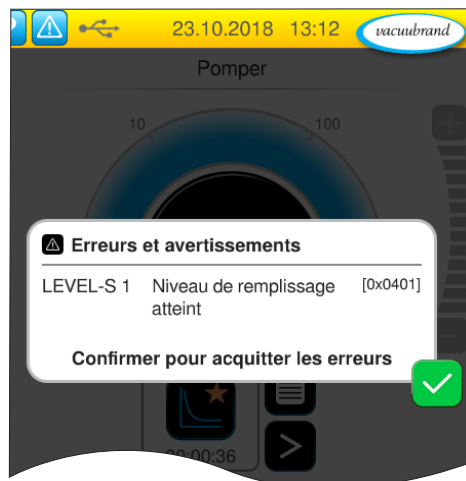 23.10.2018 13:12 vacuubrand
Pomper
10 100
Erreurs et avertissements
LEVEL-S 1 Niveau de remplissage [0x0401]
atteint
Confirmer pour acquitter les erreurs
00:00:36